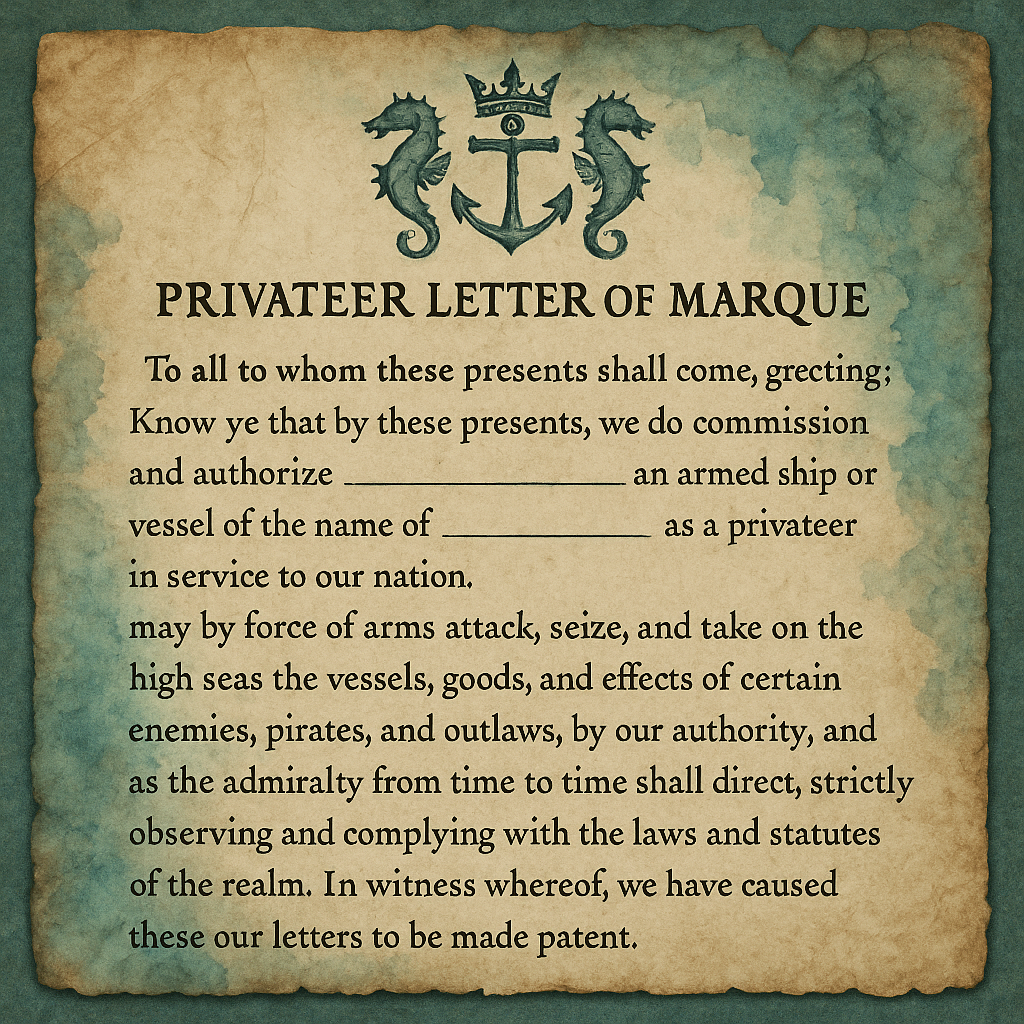 PRIVATEER LETTER OF MARQUE
To all to whom these presents shall come, grecting;
Know ye that by these presents, we do commission
and authorize ____________ an armed ship or
vessel of the name of ____________ as a privateer
in service to our nation.
may by force of arms attack, seize, and take on the
high seas the vessels, goods, and effects of certain
enemies, pirates, and outlaws, by our authority, and
as the admiralty from time to time shall direct, strictly
observing and complying with the laws and statutes
of the realm. In witness whereof, we have caused
these our letters to be made patent.